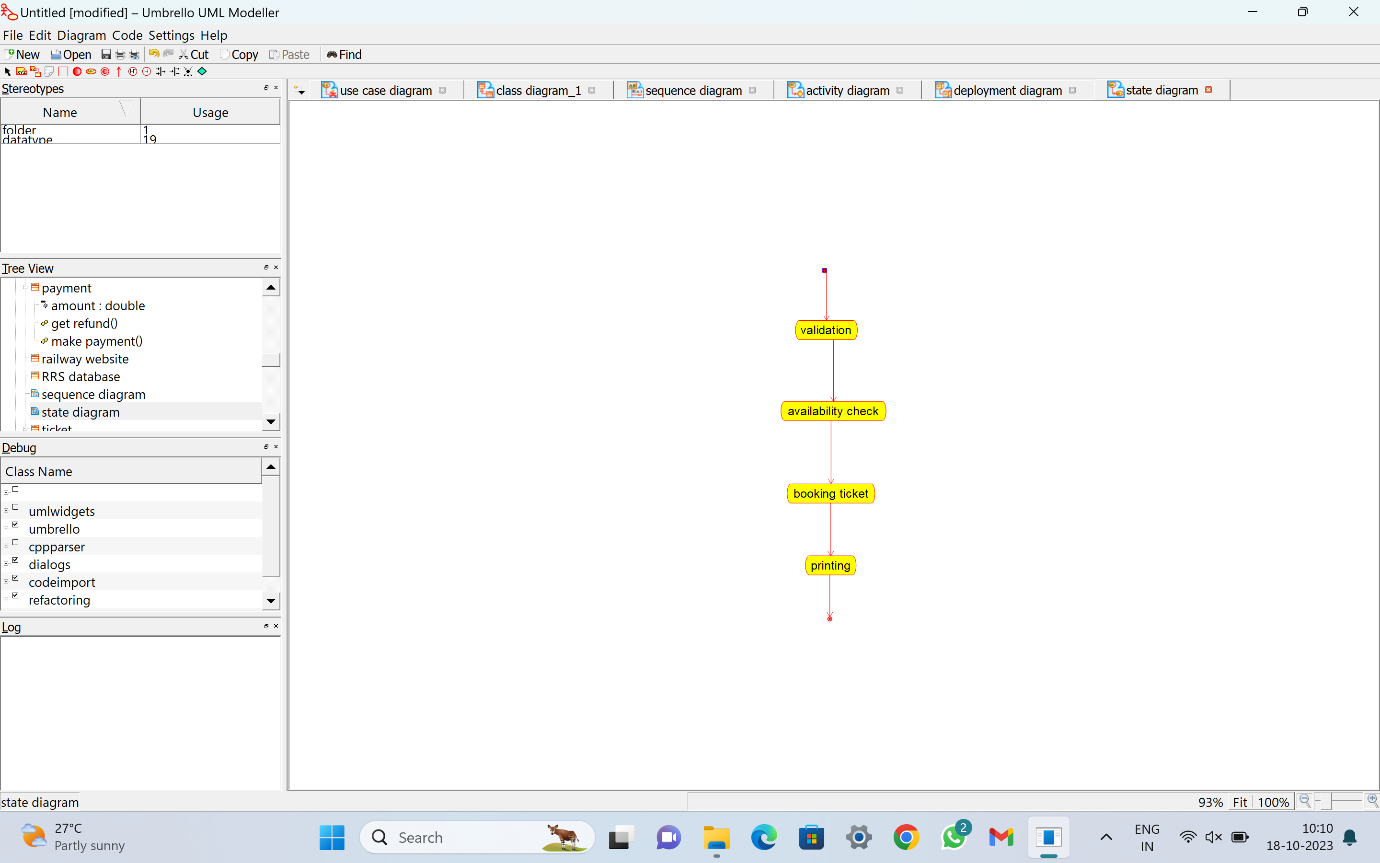 Untitled [modified] – Umbrello UML Modeller
File Edit Diagram Code Settings Help
New Open Cut Copy Paste Find
Stereotypes
Name Usage
folder 1
datatype 19
use case diagram class diagram_1 sequence diagram activity diagram deployment diagram state diagram
Tree View
payment
amount : double
get refund()
make payment()
railway website
RRS database
sequence diagram
state diagram
ticket
Debug
Class Name
umlwidgets
umbrello
cppparser
dialogs
codeimport
refactoring
Log
validation
availability check
booking ticket
printing
state diagram
93% Fit 100%
27°C
Partly sunny
Search
2
ENG
IN
10:10
18-10-2023